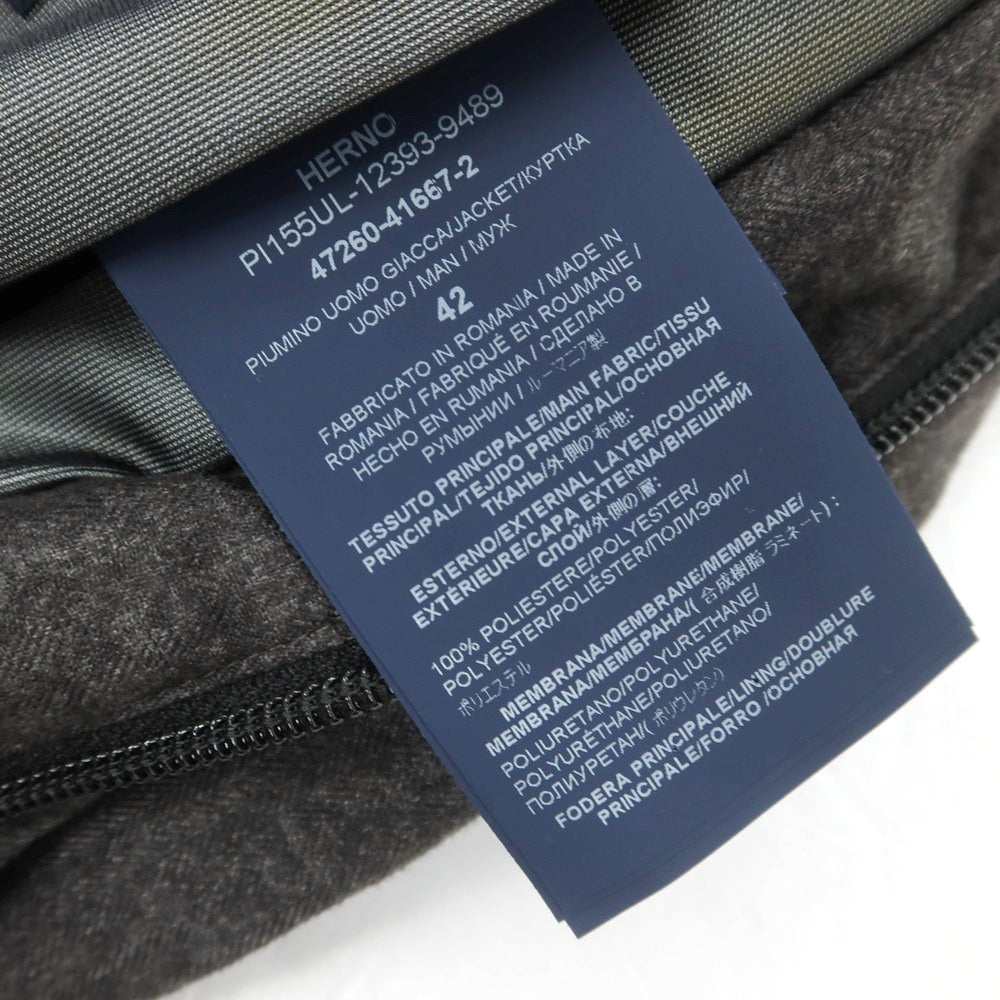 HERNO
PI155UL-12393-9489
47260-41667-2
PIUMINO UOMO GIACCA/JACKET/КУРТКА
UOMO / MAN / МУЖ
42
FABBRICATO IN ROMANIA / MADE IN
ROMANIA / FABRIQUÉ EN ROUMANIE /
HECHO EN RUMANIA / СДЕЛАНО В
РУМЫНИИ / ルーマニア製
TESSUTO PRINCIPALE/MAIN FABRIC/TISSU
PRINCIPAL/TEJIDO PRINCIPAL/ОСНОВНАЯ
ТКАНЬ/外側の布地:
ESTERNO/EXTERNAL LAYER/COUCHE
EXTÉRIEURE/CAPA EXTERNA/ВНЕШНИЙ
СЛОЙ/外側の層:
100% POLIESTERE/POLYESTER/
POLYESTER/POLIÉSTER/ПОЛИЭФИР/
ポリエステル
MEMBRANA/MEMBRANE/MEMBRANE/
MEMBRANA/МЕМБРАНА/(合成樹脂 ラミネート):
POLIURETANO/POLYURETHANE/
POLYURÉTHANE/POLIURETANO/
ПОЛИУРЕТАН/(ポリウレタン)
FODERA PRINCIPALE/LINING/DOUBLURE
PRINCIPALE/FORRO /ОСНОВНАЯ